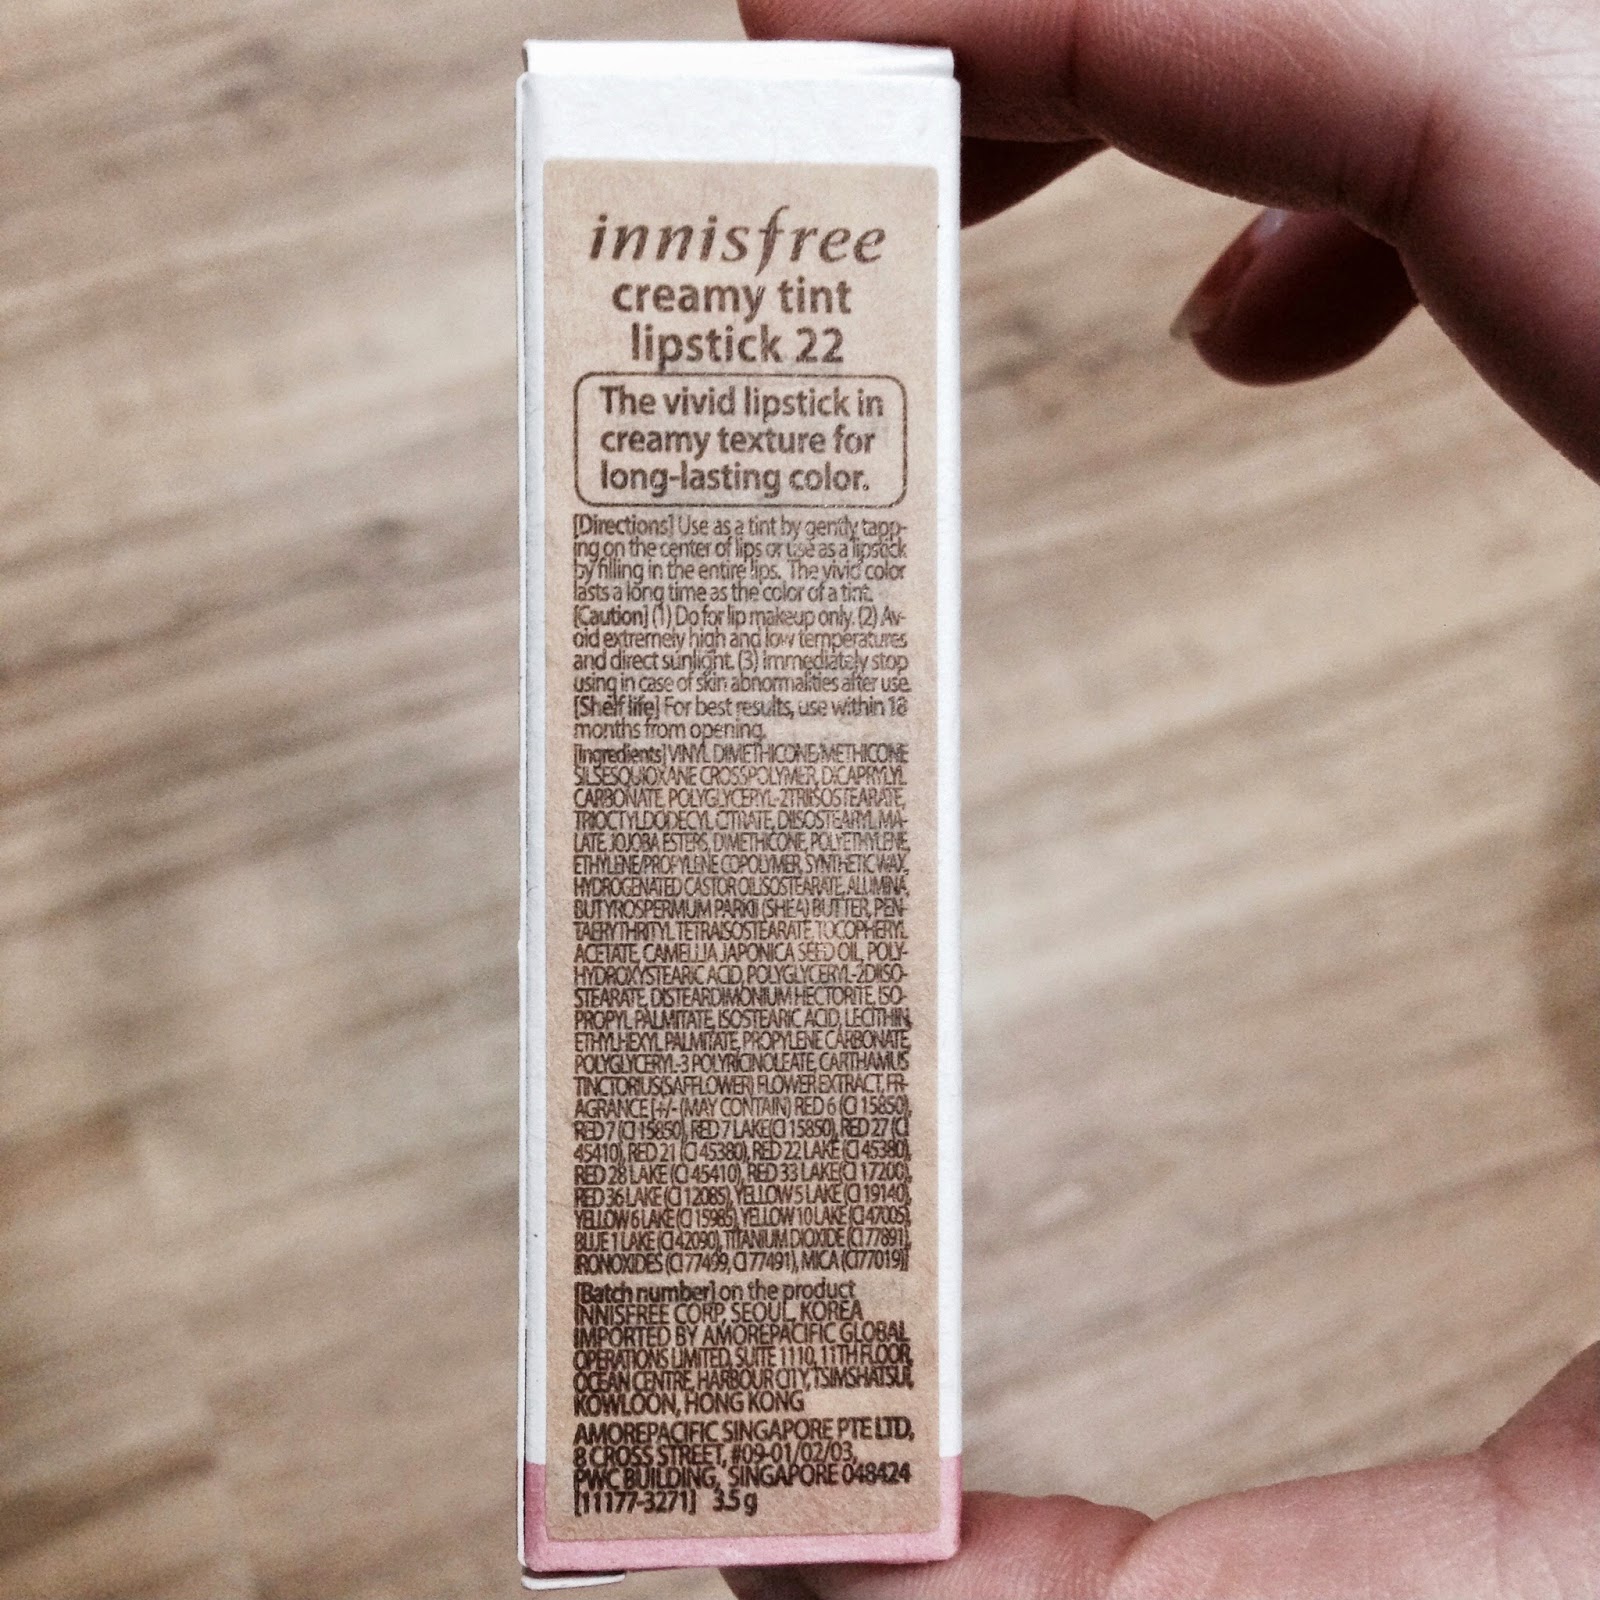 innisfree
creamy tint
lipstick 22
The vivid lipstick in
creamy texture for
long-lasting color.
[Directions] Use as a tint by gently tapp-
ing on the center of lips or use as a lipstick
by filling in the entire lips. The vivid color
lasts a long time as the color of a tint.
[Caution] (1) Do for lip makeup only. (2) Av-
oid extremely high and low temperatures
and direct sunlight. (3) Immediately stop
using in case of skin abnormalities after use.
[Shelf life] For best results, use within 18
months from opening.
[Ingredients] VINYL DIMETHICONE/METHICONE
SILSESQUIOXANE CROSSPOLYMER, DICAPRYLYL
CARBONATE, POLYGLYCERYL-2 TRIISOSTEARATE,
TRIOCTYLDODECYL CITRATE, DIISOSTEARYL MA-
LATE, JOJOBA ESTERS, DIMETHICONE, POLYETHYLENE,
ETHYLENE/PROPYLENE COPOLYMER, SYNTHETIC WAX,
HYDROGENATED CASTOR OIL ISOSTEARATE, ALUMINA,
BUTYROSPERMUM PARKII (SHEA) BUTTER, PEN-
TAERYTHRITYL TETRAISOSTEARATE, TOCOPHERYL
ACETATE, CAMELLIA JAPONICA SEED OIL, POLY-
HYDROXYSTEARIC ACID, POLYGLYCERYL-2 DIISO-
STEARATE, DISTEARDIMONIUM HECTORITE, ISO-
PROPYL PALMITATE, ISOSTEARIC ACID, LECITHIN,
ETHYLHEXYL PALMITATE, PROPYLENE CARBONATE,
POLYGLYCERYL-3 POLYRICINOLEATE, CARTHAMUS
TINCTORIUS (SAFFLOWER) FLOWER EXTRACT, FR-
AGRANCE [+/- (MAY CONTAIN) RED 6 (CI 15850),
RED 7 (CI 15850), RED 7 LAKE (CI 15850), RED 27 (CI
45410), RED 21 (CI 45380), RED 22 LAKE (CI 45380),
RED 28 LAKE (CI 45410), RED 33 LAKE (CI 17200),
RED 36 LAKE (CI 12085), YELLOW 5 LAKE (CI 19140),
YELLOW 6 LAKE (CI 15985), YELLOW 10 LAKE (CI 47005),
BLUE 1 LAKE (CI 42090), TITANIUM DIOXIDE (CI 77891),
IRON OXIDES (CI 77499, CI 77491), MICA (CI 77019)]
[Batch number] on the product
INNISFREE CORP, SEOUL, KOREA
IMPORTED BY AMOREPACIFIC GLOBAL
OPERATIONS LIMITED, SUITE 1110, 11TH FLOOR,
OCEAN CENTRE, HARBOUR CITY, TSIMSHATSUI,
KOWLOON, HONG KONG
AMOREPACIFIC SINGAPORE PTE LTD,
8 CROSS STREET, #09-01/02/03,
PWC BUILDING, SINGAPORE 048424
[11177-3271] 3.5 g